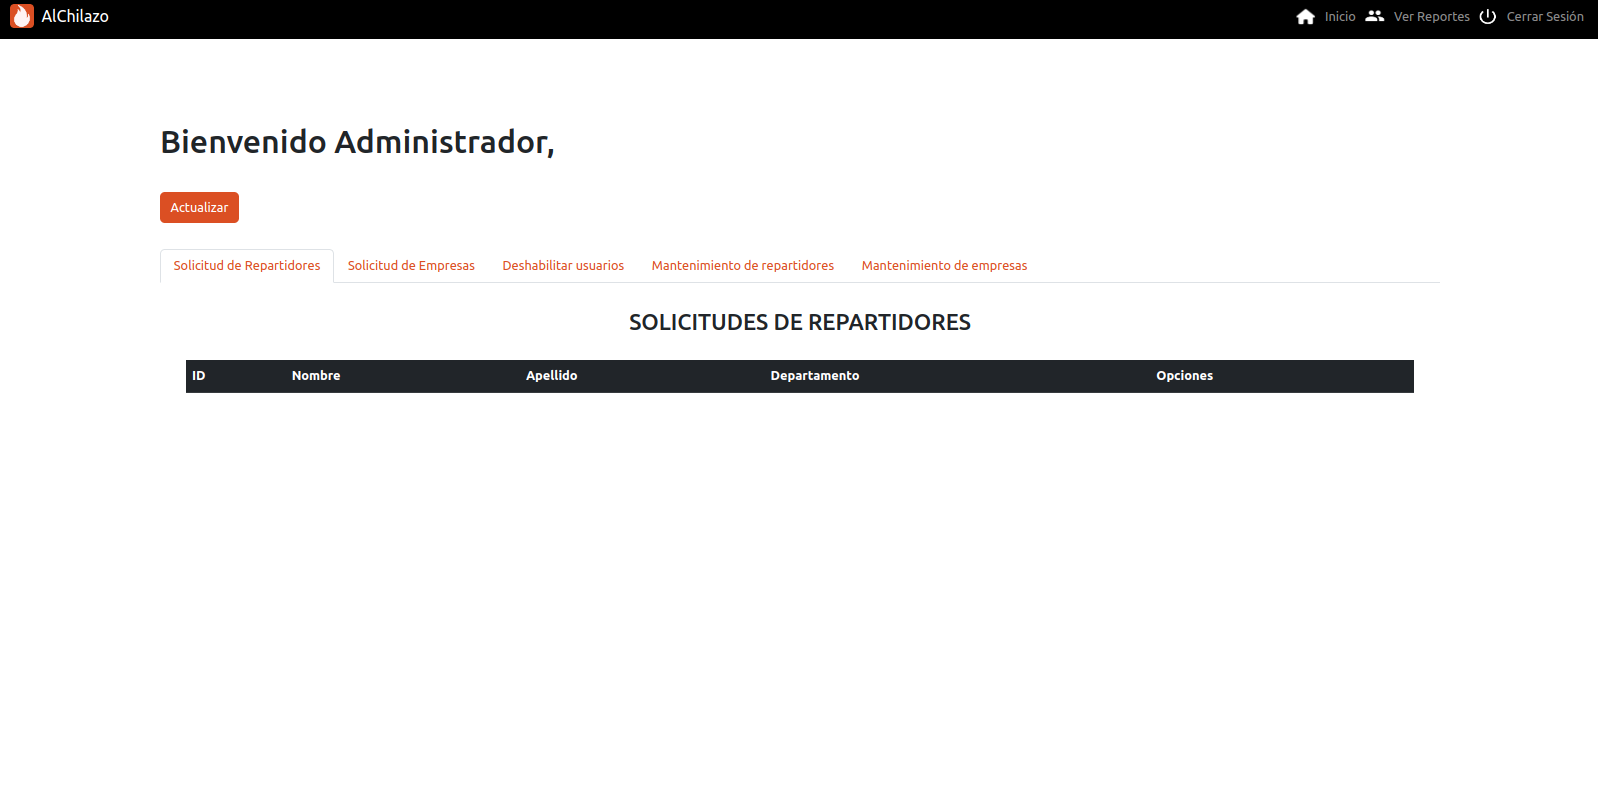 AlChilazo Inicio Ver Reportes Cerrar Sesión
Bienvenido Administrador,
Actualizar
Solicitud de Repartidores Solicitud de Empresas Deshabilitar usuarios Mantenimiento de repartidores Mantenimiento de empresas
SOLICITUDES DE REPARTIDORES
ID Nombre Apellido Departamento Opciones